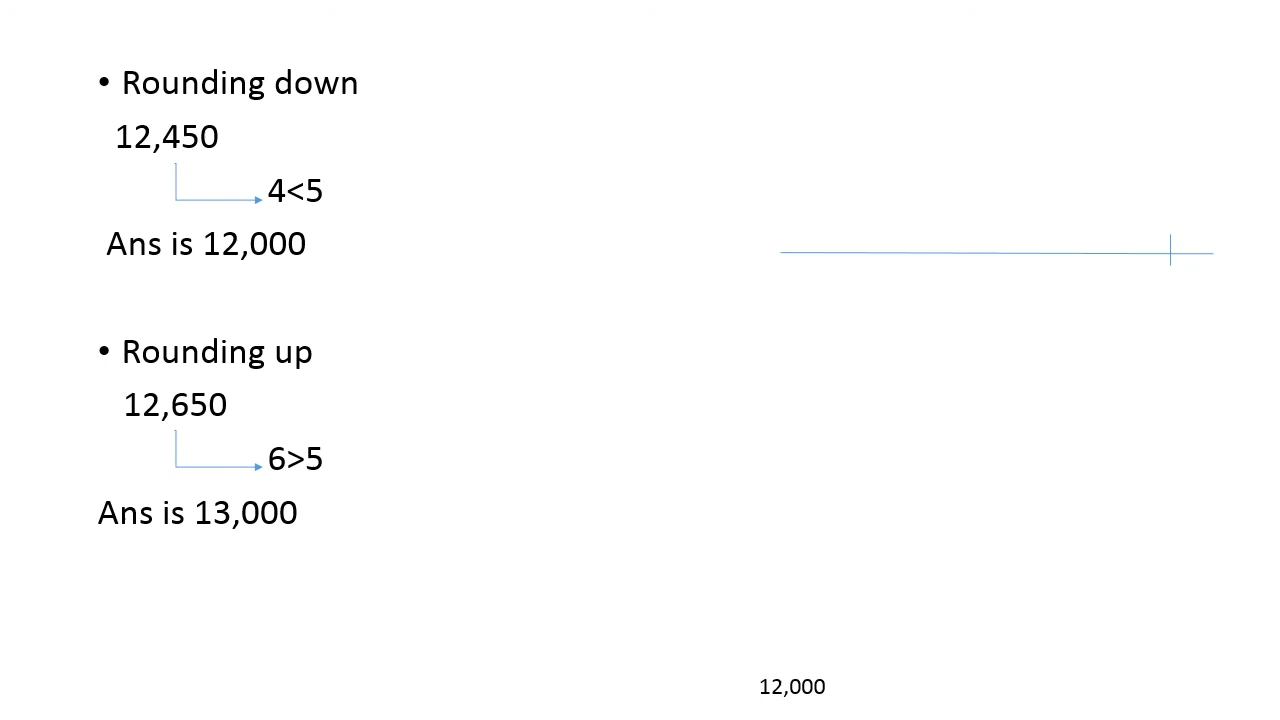 • Rounding down
12,450
4<5
Ans is 12,000
• Rounding up
12,650
6>5
Ans is 13,000
12,000